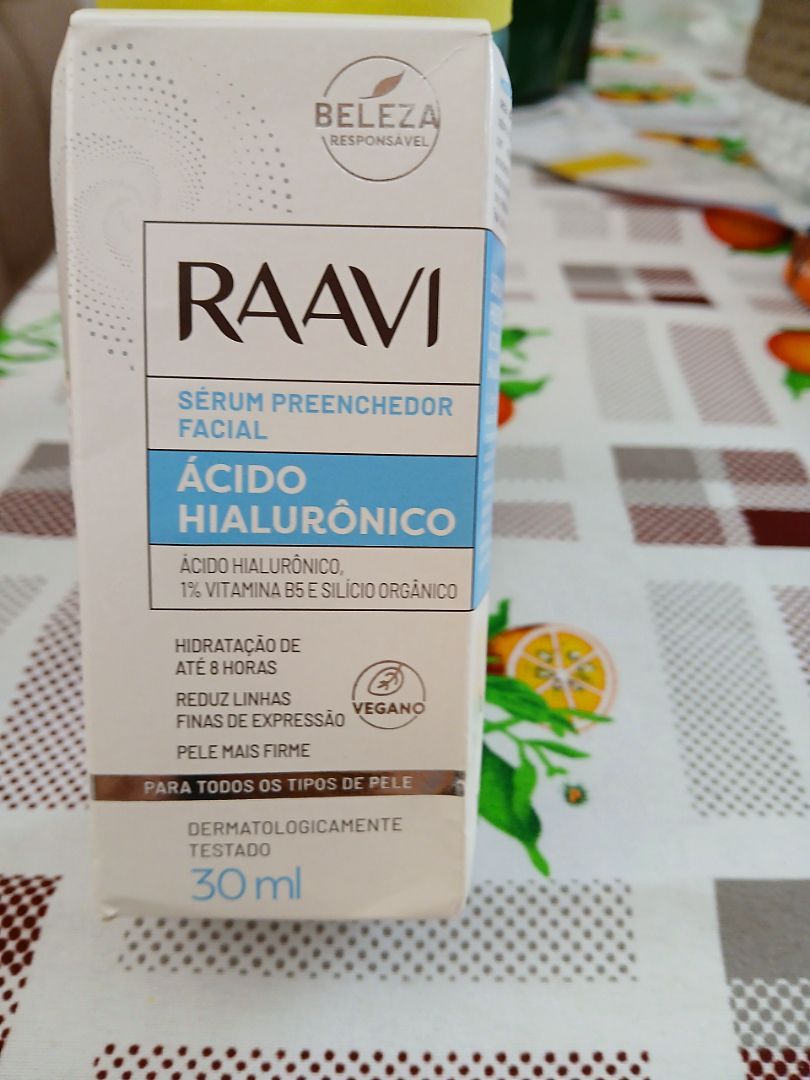 BELEZA
RESPONSÁVEL
RAAVI
SÉRUM PREENCHEDOR
FACIAL
ÁCIDO
HIALURÔNICO
ÁCIDO HIALURÔNICO,
1% VITAMINA B5 E SILÍCIO ORGÂNICO
HIDRATAÇÃO DE
ATÉ 8 HORAS
REDUZ LINHAS
FINAS DE EXPRESSÃO
VEGANO
PELE MAIS FIRME
PARA TODOS OS TIPOS DE PELE
DERMATOLOGICAMENTE
TESTADO
30 ml